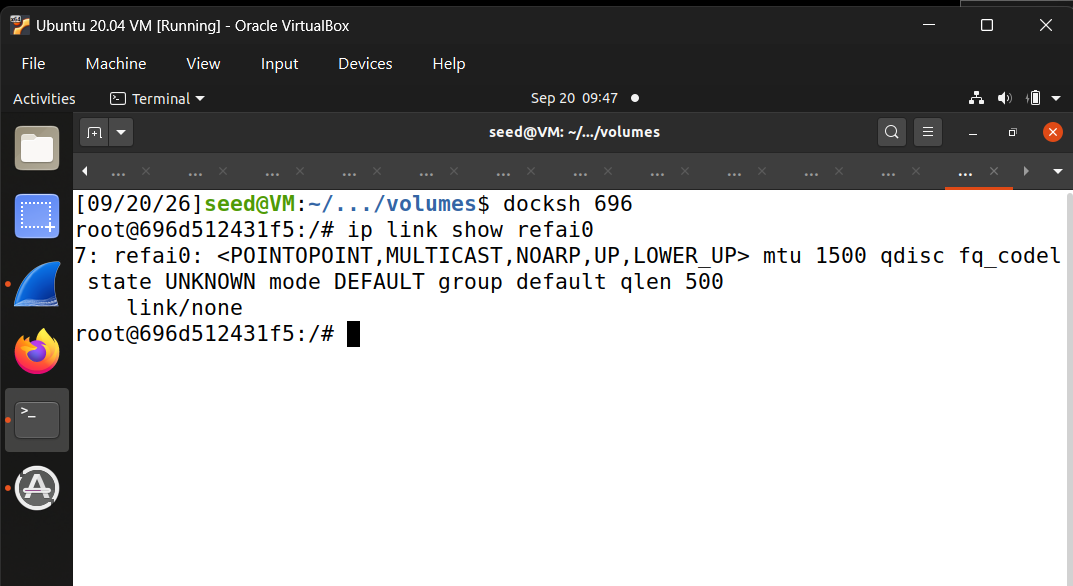 Ubuntu 20.04 VM [Running] - Oracle VirtualBox
File Machine View Input Devices Help
Activities Terminal Sep 20 09:47
seed@VM: ~/.../volumes
... ... ... ... ... ... ... ... ... ... ... ...
[09/20/26]seed@VM:~/.../volumes$ docksh 696
root@696d512431f5:/# ip link show refai0
7: refai0: <POINTOPOINT,MULTICAST,NOARP,UP,LOWER_UP> mtu 1500 qdisc fq_codel
 state UNKNOWN mode DEFAULT group default qlen 500
    link/none
root@696d512431f5:/#